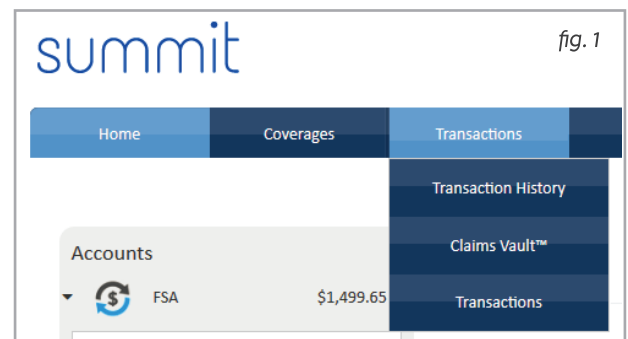 summit
fig. 1
Home Coverages Transactions
Transaction History
Accounts
Claims Vault™
FSA $1,499.65
Transactions